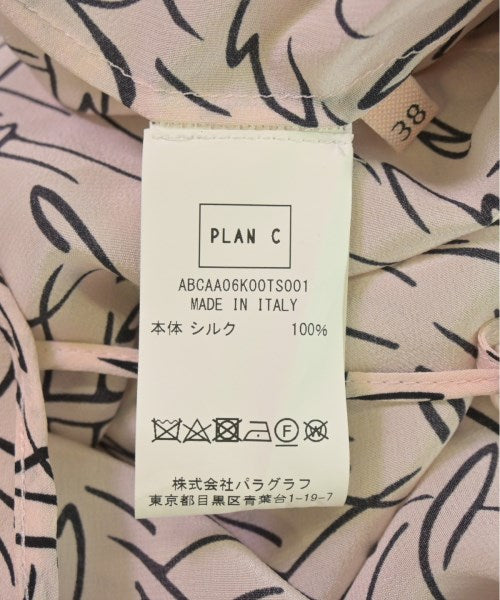 38
PLAN C
ABCAA06K00TS001
MADE IN ITALY
本体 シルク 100%
F W
株式会社パラグラフ
東京都目黒区青葉台1-19-7